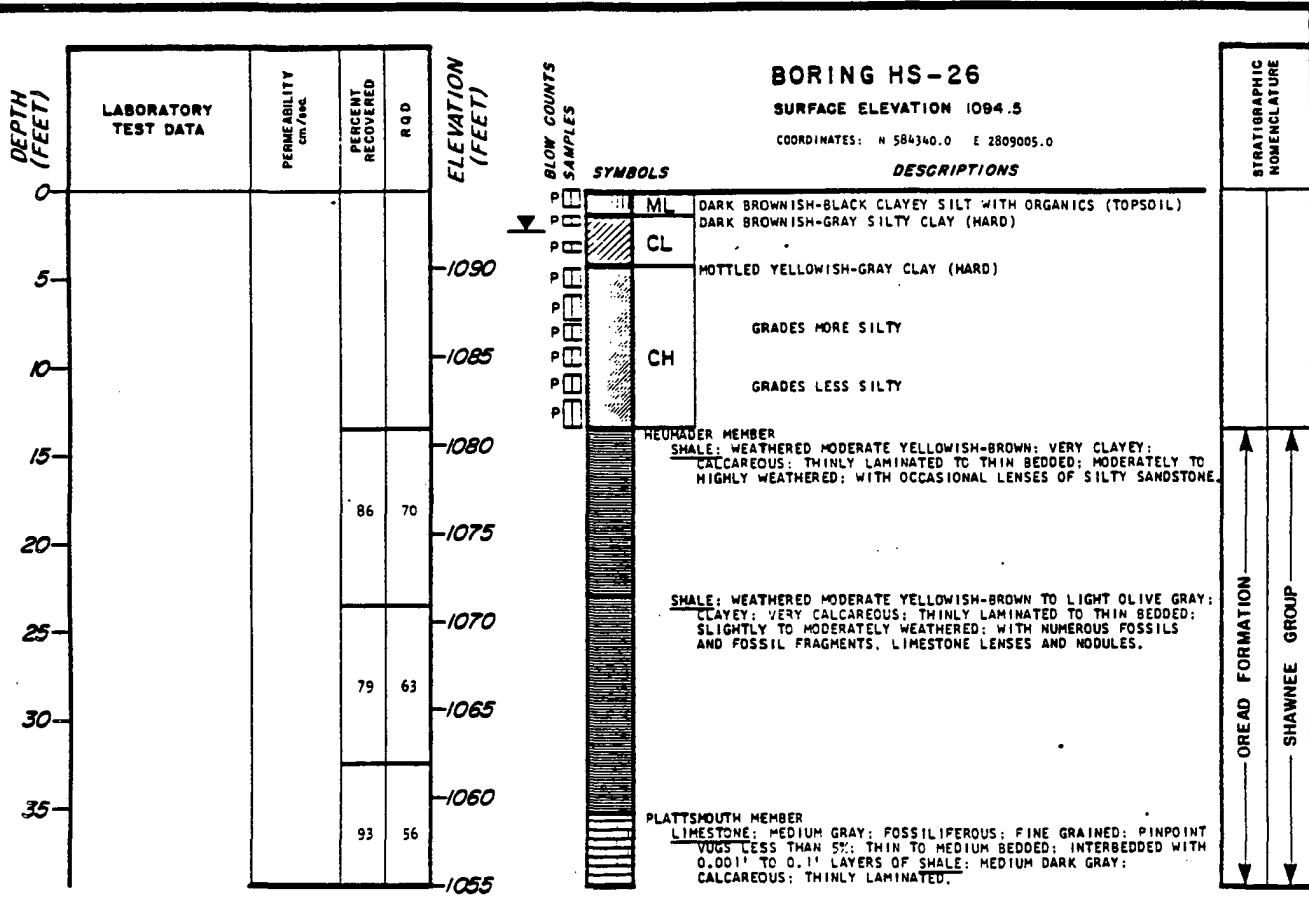 BORING HS-26
SURFACE ELEVATION 1094.5
COORDINATES: N 584340.0 E 2809005.0
DEPTH (FEET)
LABORATORY TEST DATA
PERMEABILITY cm/sec.
PERCENT RECOVERED
RQD
ELEVATION (FEET)
BLOW COUNTS
SAMPLES
SYMBOLS
DESCRIPTIONS
STRATIGRAPHIC NOMENCLATURE
0
5
10
15
20
25
30
35
86 70
79 63
93 56
1090
1085
1080
1075
1070
1065
1060
1055
P
P
P
P
P
P
P
P
P
ML
DARK BROWNISH-BLACK CLAYEY SILT WITH ORGANICS (TOPSOIL)
CL
DARK BROWNISH-GRAY SILTY CLAY (HARD)
CH
MOTTLED YELLOWISH-GRAY CLAY (HARD)
GRADES MORE SILTY
GRADES LESS SILTY
HEUMADER MEMBER
SHALE: WEATHERED MODERATE YELLOWISH-BROWN: VERY CLAYEY:
CALCAREOUS: THINLY LAMINATED TO THIN BEDDED: MODERATELY TO
HIGHLY WEATHERED: WITH OCCASIONAL LENSES OF SILTY SANDSTONE.
SHALE: WEATHERED MODERATE YELLOWISH-BROWN TO LIGHT OLIVE GRAY:
CLAYEY: VERY CALCAREOUS: THINLY LAMINATED TO THIN BEDDED:
SLIGHTLY TO MODERATELY WEATHERED: WITH NUMEROUS FOSSILS
AND FOSSIL FRAGMENTS, LIMESTONE LENSES AND NODULES.
PLATTSMOUTH MEMBER
LIMESTONE: MEDIUM GRAY: FOSSILIFEROUS: FINE GRAINED: PINPOINT
VUGS LESS THAN 5%: THIN TO MEDIUM BEDDED: INTERBEDDED WITH
0.001' TO 0.1' LAYERS OF SHALE: MEDIUM DARK GRAY:
CALCAREOUS: THINLY LAMINATED.
OREAD FORMATION
SHAWNEE GROUP